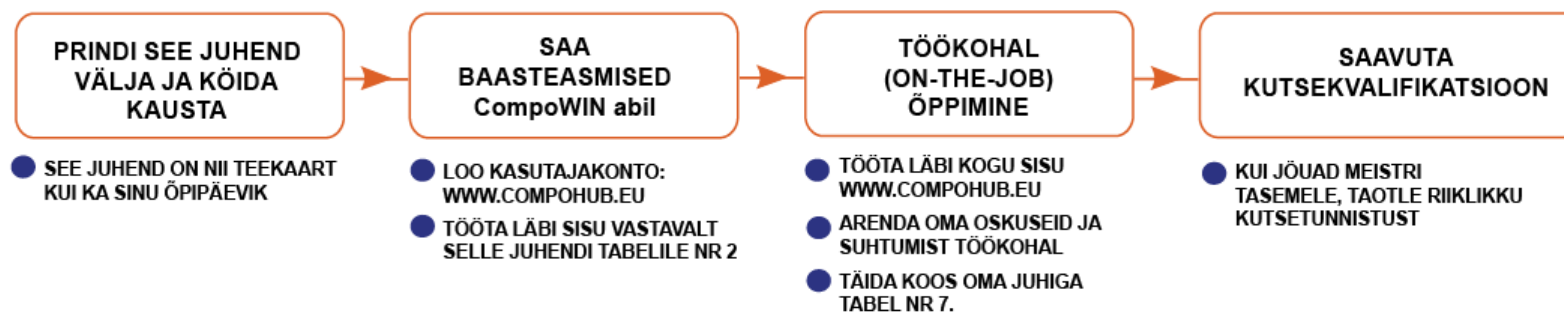 PRINDI SEE JUHEND
VÄLJA JA KÖIDA
KAUSTA
SEE JUHEND ON NII TEEKAART
KUI KA SINU ÕPIPÄEVIK
SAA
BAASTEASMISED
CompoWIN abil
LOO KASUTAJAKONTO:
WWW.COMPOHUB.EU
TÖÖTA LÄBI SISU VASTAVALT
SELLE JUHENDI TABELILE NR 2
TÖÖKOHAL
(ON-THE-JOB)
ÕPPIMINE
TÖÖTA LÄBI KOGU SISU
WWW.COMPOHUB.EU
ARENDA OMA OSKUSEID JA
SUHTUMIST TÖÖKOHAL
TÄIDA KOOS OMA JUHIGA
TABEL NR 7.
SAAVUTA
KUTSEKVALIFIKATSIOON
KUI JÕUAD MEISTRI
TASEMELE, TAOTLE RIIKLIKKU
KUTSETUNNISTUST